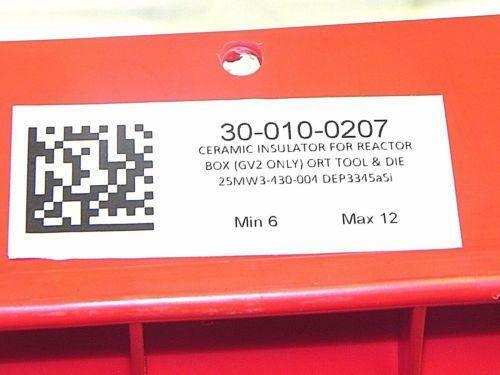 30-010-0207
CERAMIC INSULATOR FOR REACTOR
BOX (GV2 ONLY) ORT TOOL & DIE
25MW3-430-004 DEP3345aSi
Min 6 Max 12